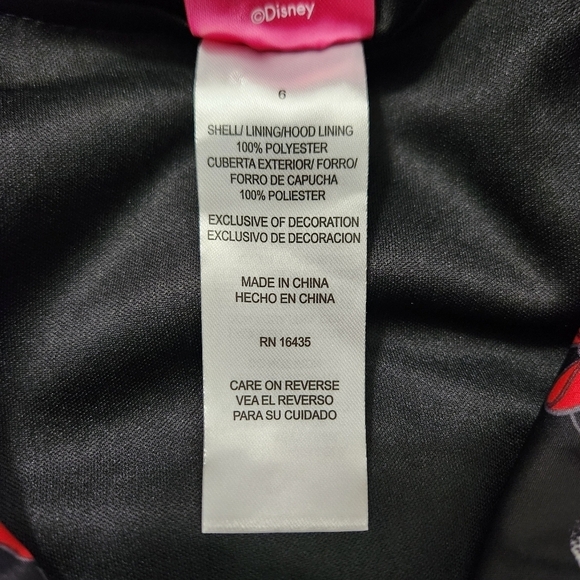 ©Disney
6
SHELL/ LINING/HOOD LINING
100% POLYESTER
CUBERTA EXTERIOR/ FORRO/
FORRO DE CAPUCHA
100% POLIESTER
EXCLUSIVE OF DECORATION
EXCLUSIVO DE DECORACION
MADE IN CHINA
HECHO EN CHINA
RN 16435
CARE ON REVERSE
VEA EL REVERSO
PARA SU CUIDADO